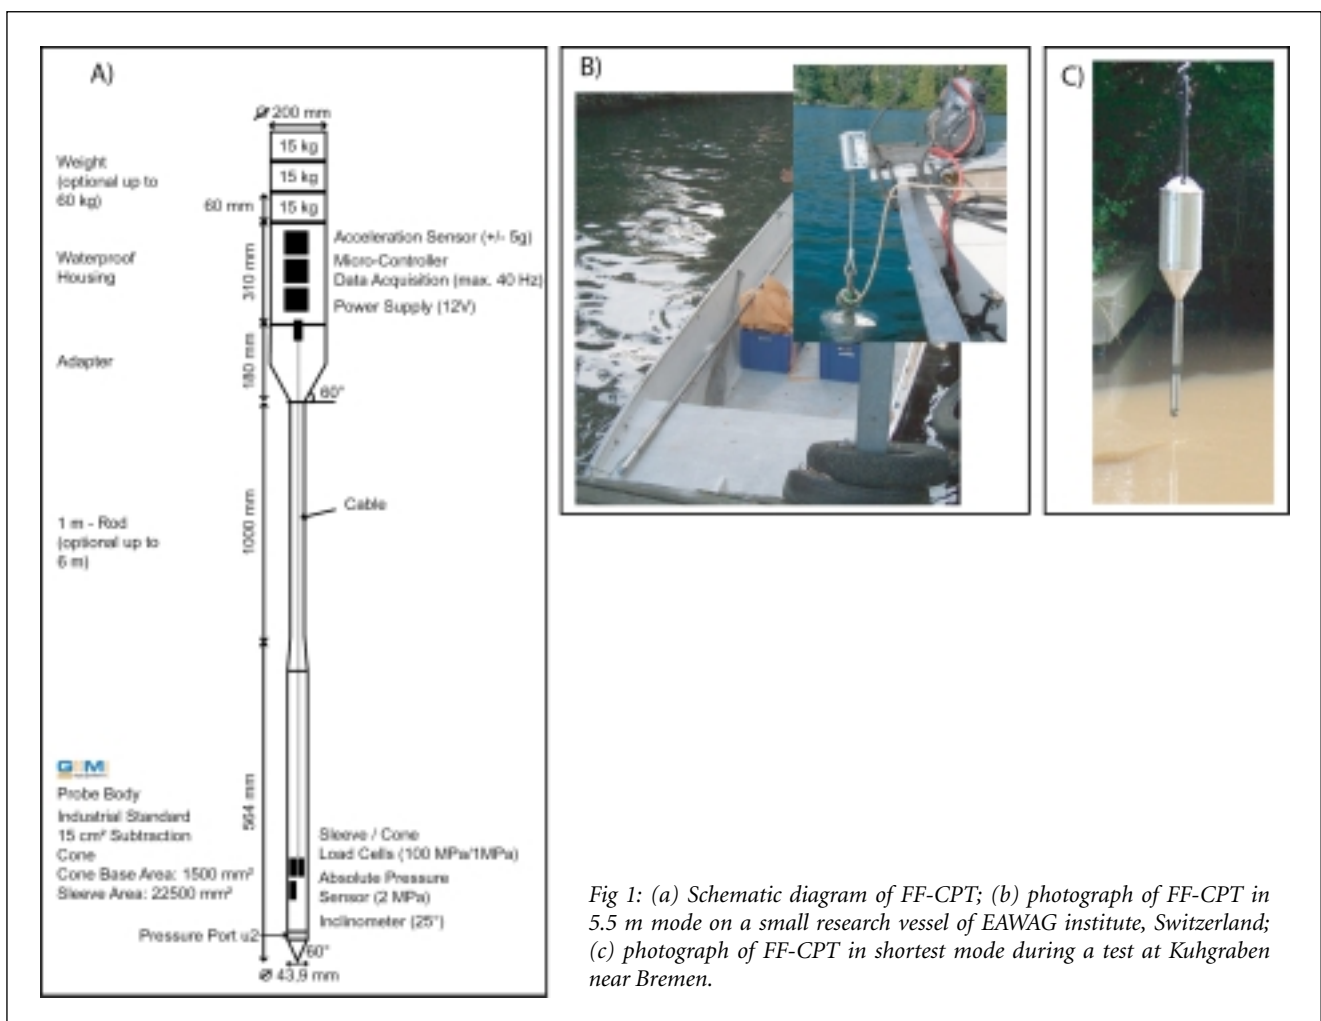 A)
Ø 200 mm
15 kg
15 kg
15 kg
Weight
(optional up to
60 kg)
60 mm
Waterproof
Housing
310 mm
Acceleration Sensor (+/- 5g)
Micro-Controller
Data Acquisition (max. 40 Hz)
Power Supply (12V)
Adapter
180 mm
60°
1000 mm
Cable
1 m - Rod
(optional up to
6 m)
564 mm
Probe Body
Industrial Standard
15 cm² Subtraction
Cone
Cone Base Area: 1500 mm²
Sleeve Area: 22500 mm²
Sleeve / Cone
Load Cells (100 MPa/1MPa)
Absolute Pressure
Sensor (2 MPa)
Inclinometer (25°)
Pressure Port u2
60°
Ø 43,9 mm
B)
C)
Fig 1: (a) Schematic diagram of FF-CPT; (b) photograph of FF-CPT in
5.5 m mode on a small research vessel of EAWAG institute, Switzerland;
(c) photograph of FF-CPT in shortest mode during a test at Kuhgraben
near Bremen.